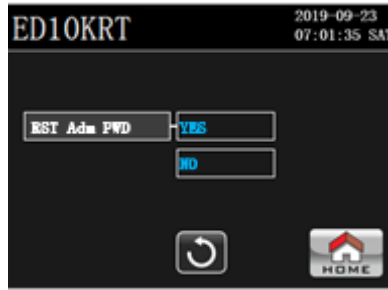 ED10KRT
2019-09-23
07:01:35 SAT
RST Adm PWD
YES
NO
HOME